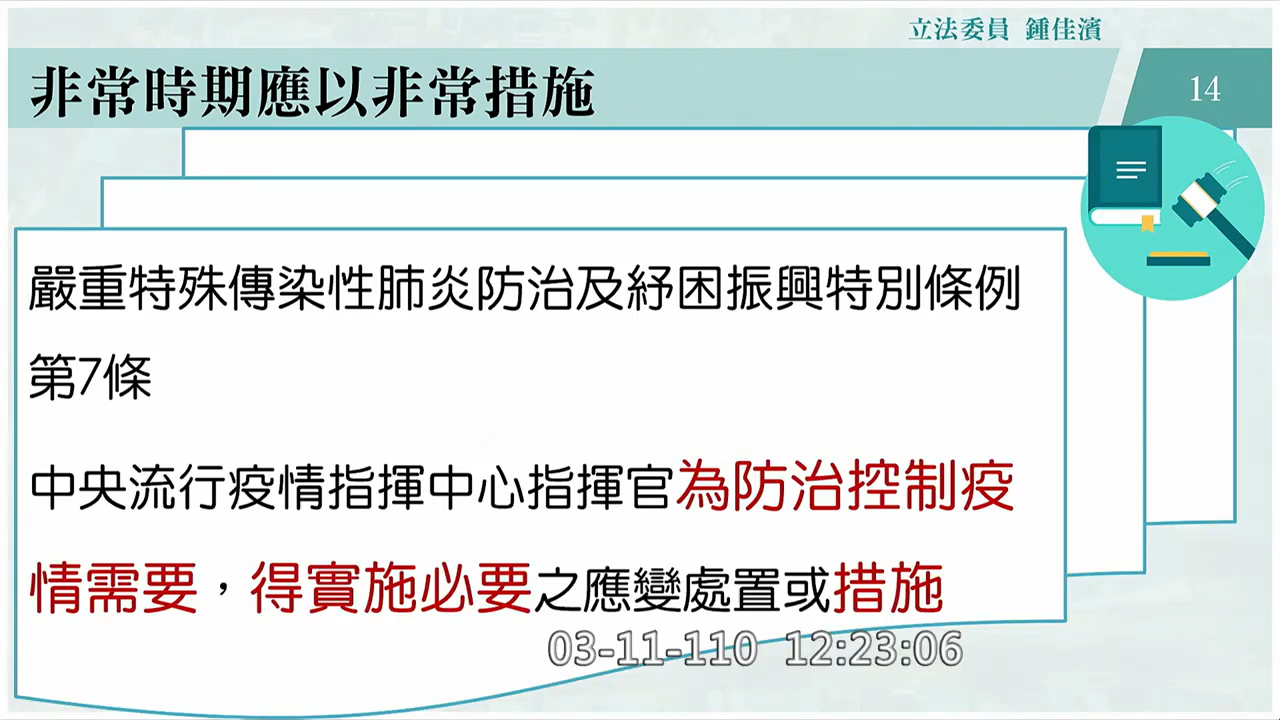 立法委員 鍾佳濱
非常時期應以非常措施
14
嚴重特殊傳染性肺炎防治及紓困振興特別條例
第7條
中央流行疫情指揮中心指揮官為防治控制疫
情需要，得實施必要之應變處置或措施
03-11-110 12:23:06